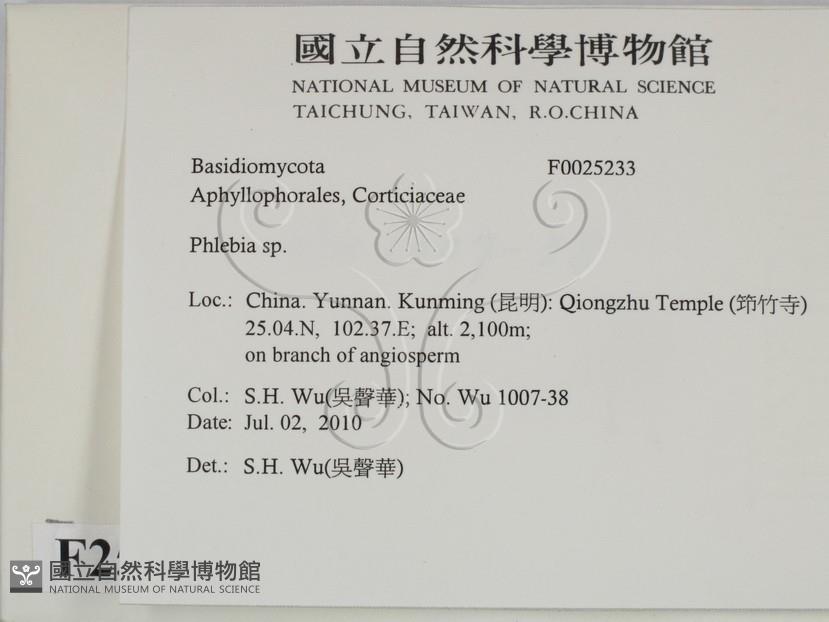 國立自然科學博物館
NATIONAL MUSEUM OF NATURAL SCIENCE
TAICHUNG, TAIWAN, R.O.CHINA
Basidiomycota F0025233
Aphyllophorales, Corticiaceae
Phlebia sp.
Loc.: China. Yunnan. Kunming (昆明): Qiongzhu Temple (筇竹寺)
25.04.N, 102.37.E; alt. 2,100m;
on branch of angiosperm
Col.: S.H. Wu(吳聲華); No. Wu 1007-38
Date: Jul. 02, 2010
Det.: S.H. Wu(吳聲華)
F2
國立自然科學博物館
NATIONAL MUSEUM OF NATURAL SCIENCE